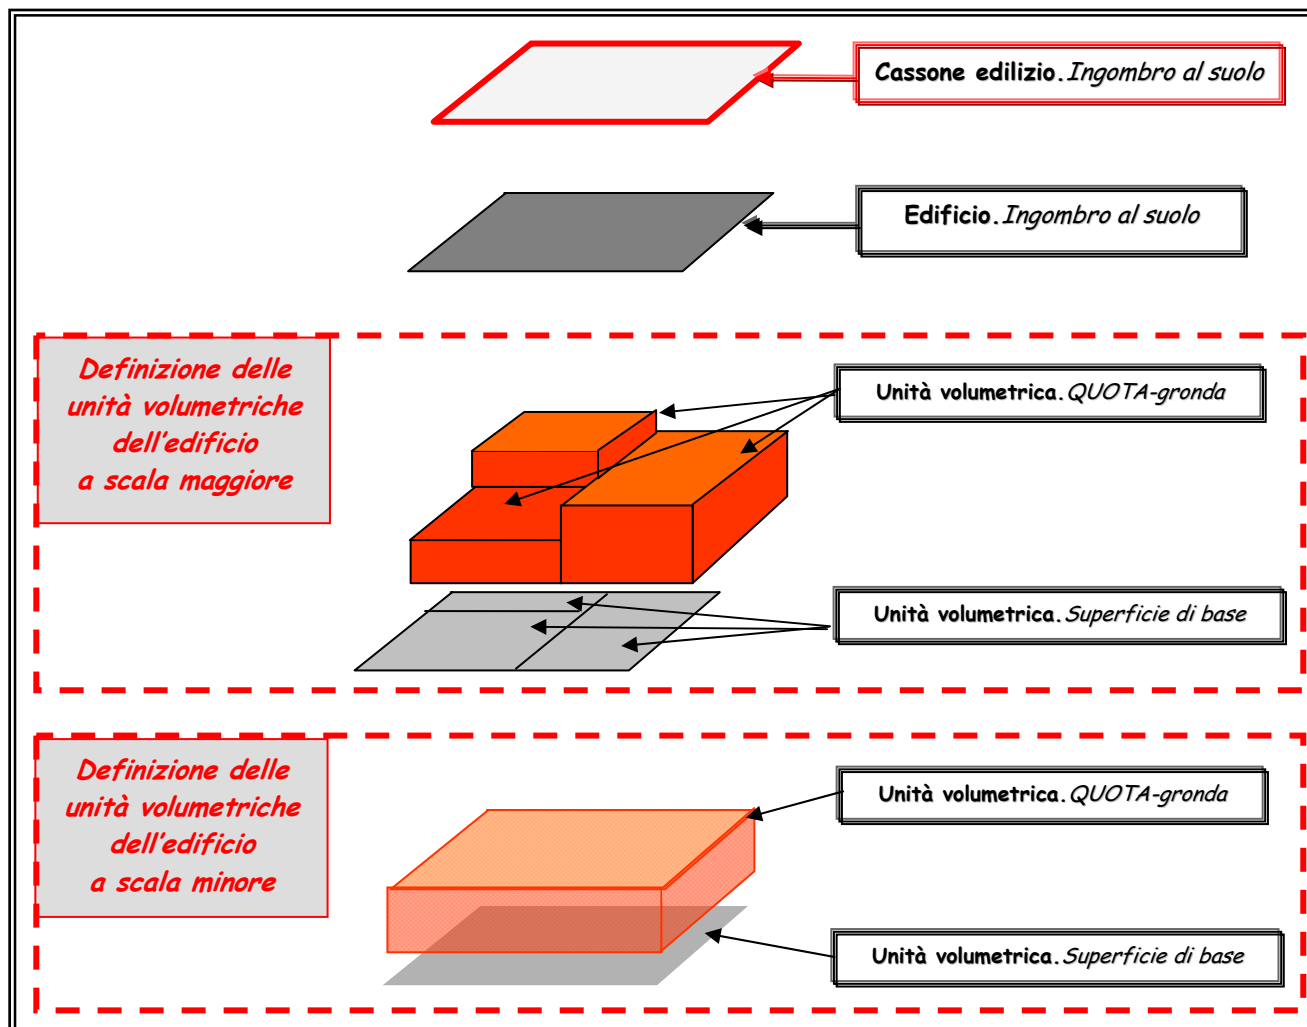 Cassone edilizio.Ingombro al suolo
Edificio.Ingombro al suolo
Definizione delle
unità volumetriche
dell'edificio
a scala maggiore
Unità volumetrica.QUOTA-gronda
Unità volumetrica.Superficie di base
Definizione delle
unità volumetriche
dell'edificio
a scala minore
Unità volumetrica.QUOTA-gronda
Unità volumetrica.Superficie di base